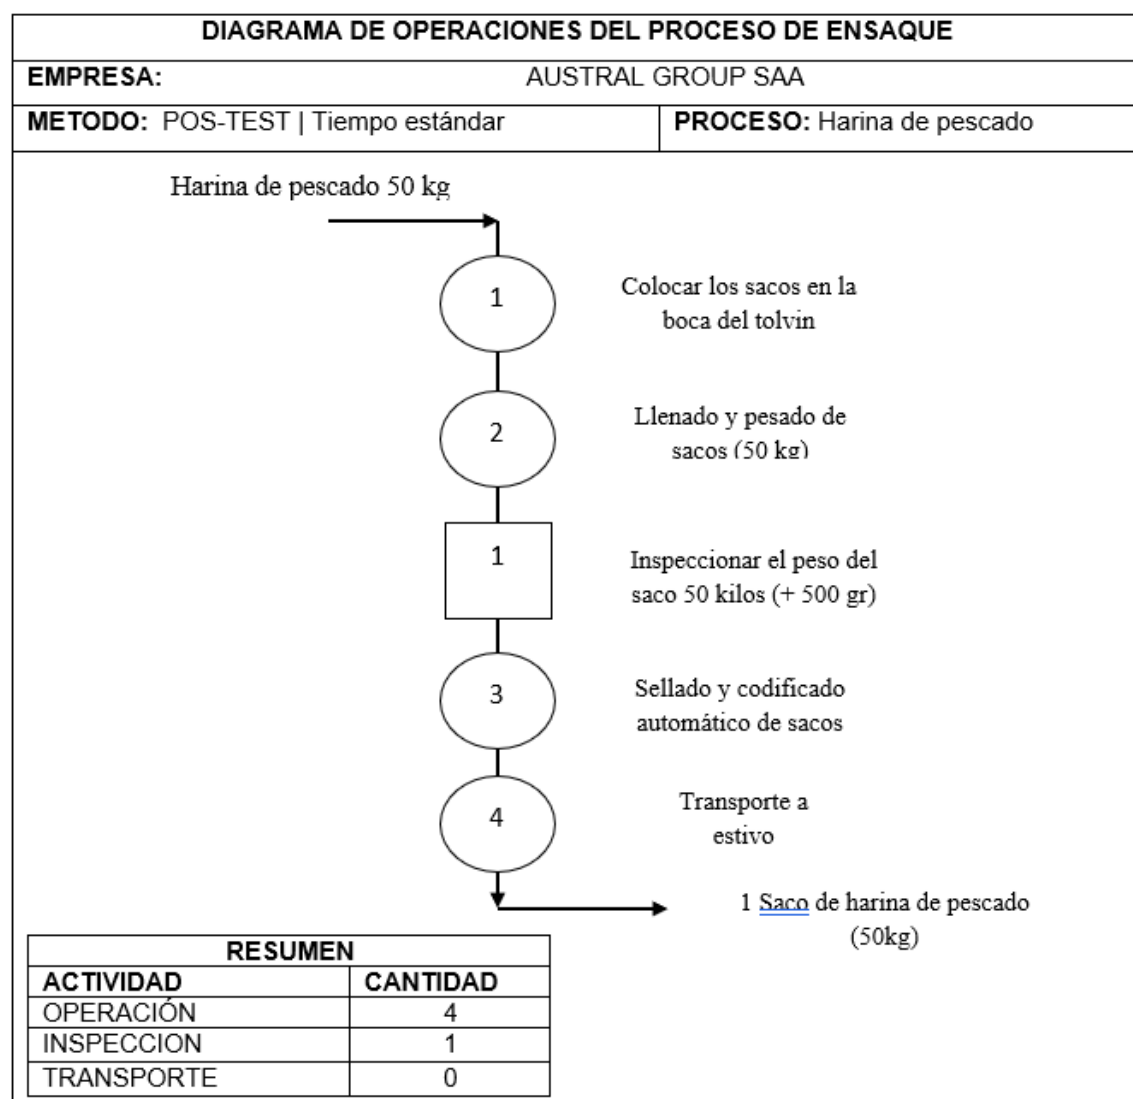 DIAGRAMA DE OPERACIONES DEL PROCESO DE ENSAQUE
EMPRESA: AUSTRAL GROUP SAA
METODO: POS-TEST | Tiempo estándar PROCESO: Harina de pescado
Harina de pescado 50 kg
1
Colocar los sacos en la
boca del tolvin
2
Llenado y pesado de
sacos (50 kg)
1
Inspeccionar el peso del
saco 50 kilos (+ 500 gr)
3
Sellado y codificado
automático de sacos
4
Transporte a
estivo
1 Saco de harina de pescado
(50kg)
RESUMEN
ACTIVIDAD CANTIDAD
OPERACIÓN 4
INSPECCION 1
TRANSPORTE 0